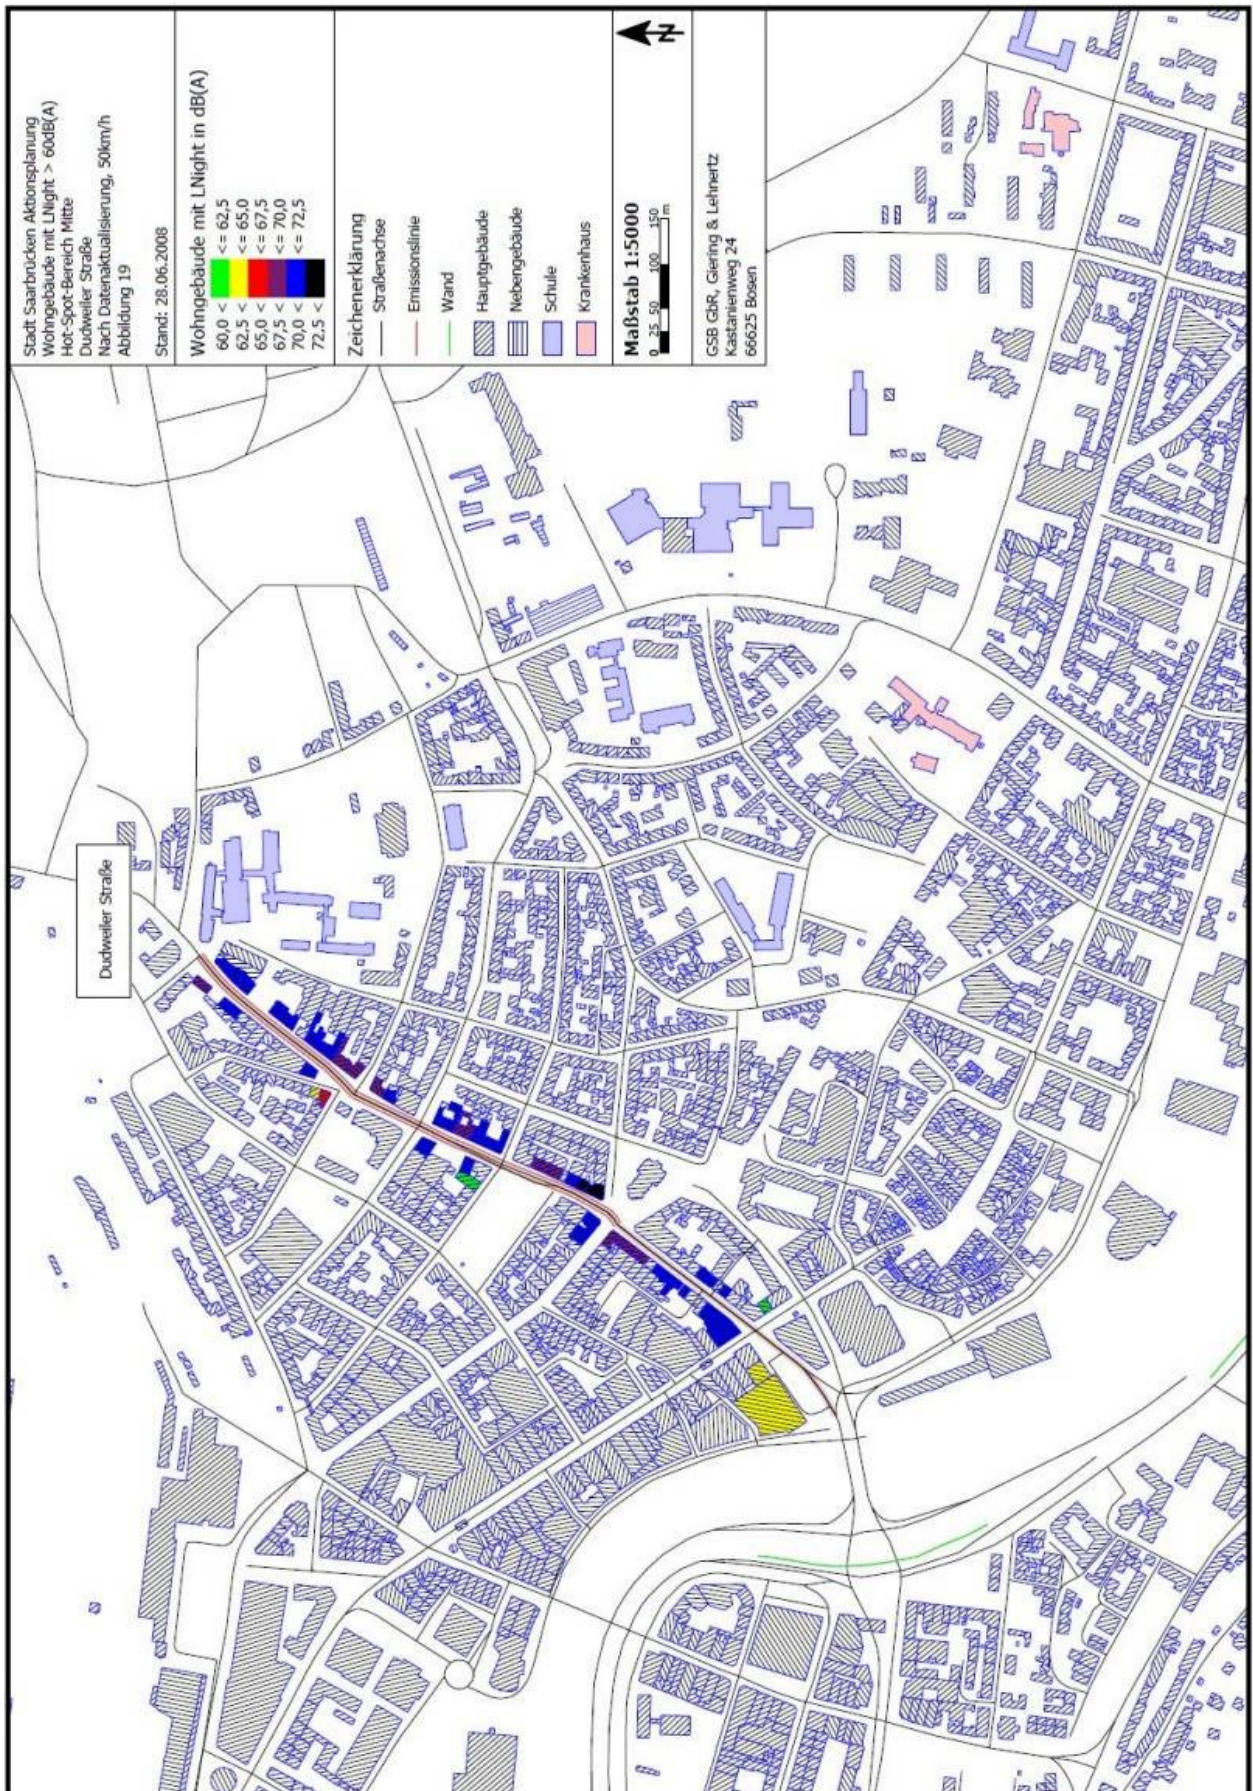 Stadt Saarbrücken Aktionsplanung
Wohngebäude mit LNight > 60dB(A)
Hot-Spot-Bereich Mitte
Dudweiler Straße
Nach Datenaktualisierung, 50km/h
Abbildung 19
Stand: 28.06.2008
Wohngebäude mit LNight in dB(A)
60,0 < <= 62,5
62,5 < <= 65,0
65,0 < <= 67,5
67,5 < <= 70,0
70,0 < <= 72,5
72,5 <
Zeichenerklärung
Straßenachse
Emissionslinie
Wand
Hauptgebäude
Nebengebäude
Schule
Krankenhaus
Maßstab 1:5000
0 25 50 100 150
m
GSB GbR, Giering & Lehnertz
Kastanienweg 24
66625 Bosen
N
Dudweiler Straße